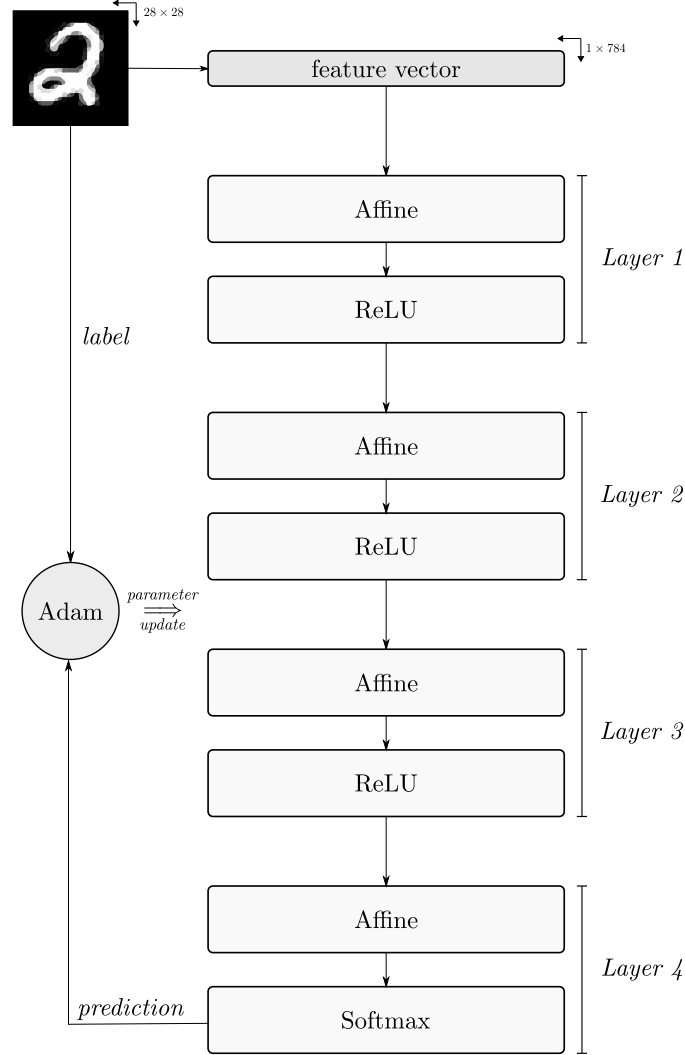 28 × 28
1 × 784
feature vector
Affine
Layer 1
ReLU
label
Affine
Layer 2
ReLU
Adam
parameter
⇒
update
Affine
Layer 3
ReLU
Affine
Layer 4
prediction
Softmax
2